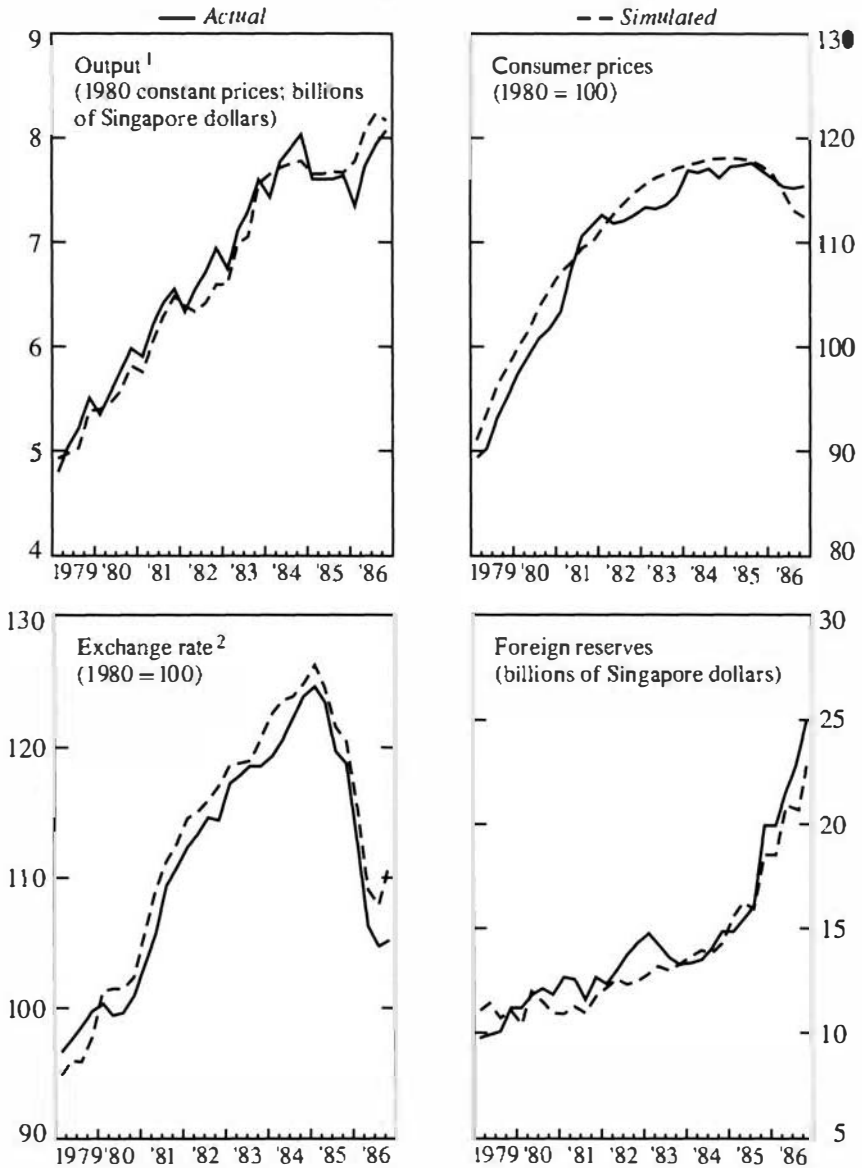 Actual
Simulated
9
Output 1
(1980 constant prices; billions
of Singapore dollars)
8
7
6
5
4
1979 '80 '81 '82 '83 '84 '85 '86
130
Consumer prices
(1980 = 100)
120
110
100
90
80
1979 '80 '81 '82 '83 '84 '85 '86
130
Exchange rate 2
(1980 = 100)
120
110
100
90
1979 '80 '81 '82 '83 '84 '85 '86
30
Foreign reserves
(billions of Singapore dollars)
25
20
15
10
5
1979 '80 '81 '82 '83 '84 '85 '86